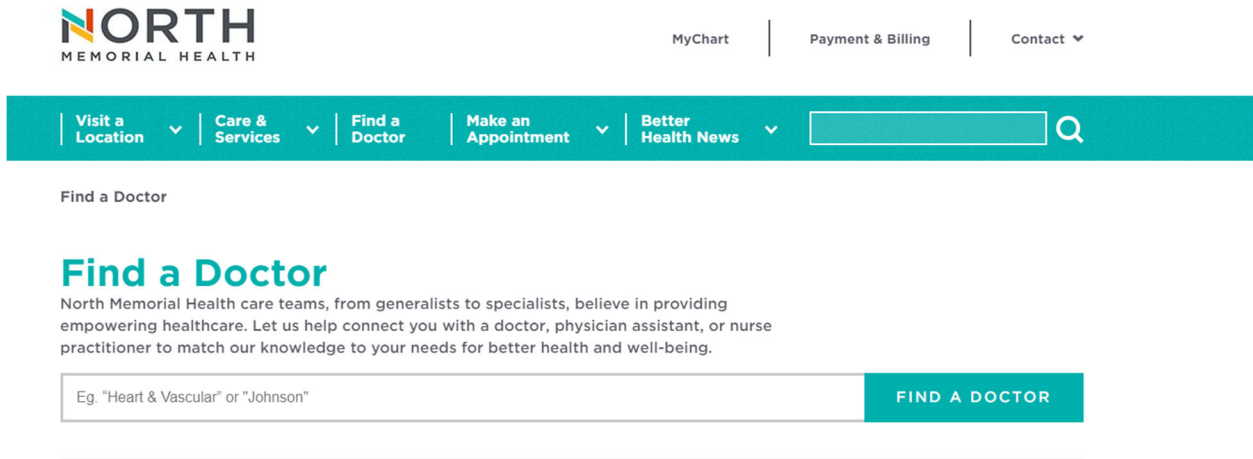 NORTH
MEMORIAL HEALTH
MyChart
Payment & Billing
Contact
Visit a
Location
Care &
Services
Find a
Doctor
Make an
Appointment
Better
Health News
Find a Doctor
Find a Doctor
North Memorial Health care teams, from generalists to specialists, believe in providing
empowering healthcare. Let us help connect you with a doctor, physician assistant, or nurse
practitioner to match our knowledge to your needs for better health and well-being.
Eg. “Heart & Vascular” or "Johnson"
FIND A DOCTOR